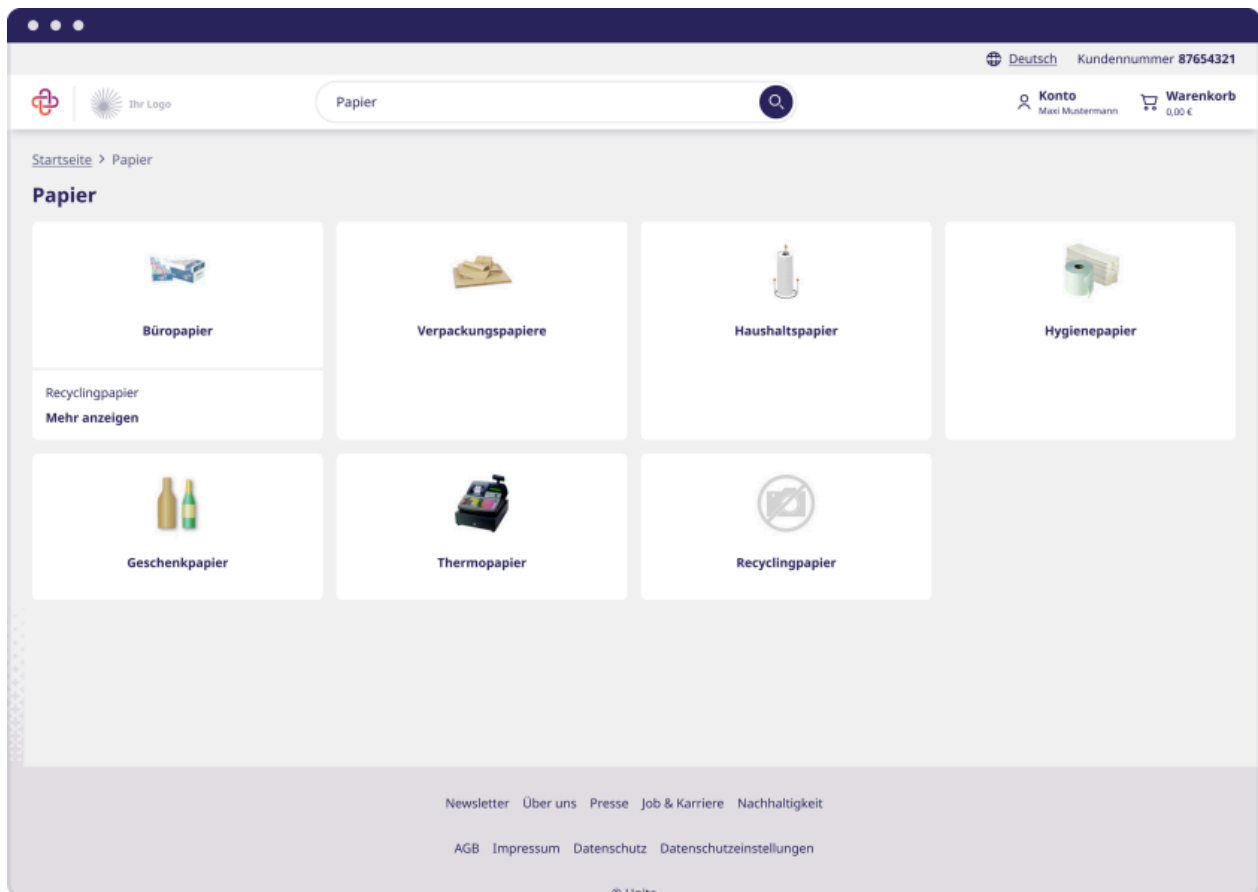 Deutsch Kundennummer 87654321
Ihr Logo
Papier
Konto
Maxi Mustermann
Warenkorb
0,00 €
Startseite > Papier
Papier
Büropapier
Verpackungspapiere
Haushaltspapier
Hygienepapier
Recyclingpapier
Mehr anzeigen
Geschenkpapier
Thermopapier
Recyclingpapier
Newsletter Über uns Presse Job & Karriere Nachhaltigkeit
AGB Impressum Datenschutz Datenschutzeinstellungen